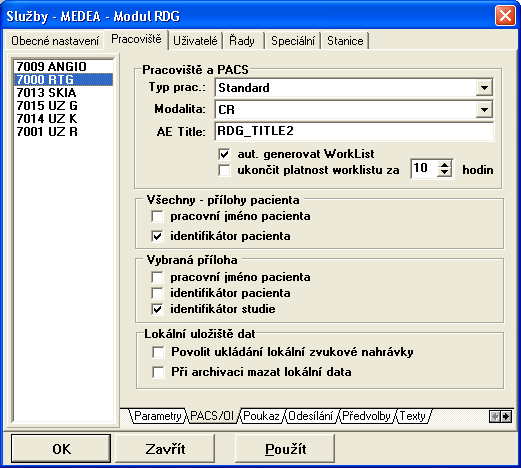 Služby - MEDEA - Modul RDG
Obecné nastavení Pracoviště Uživatelé Řady Speciální Stanice
7009 ANGIO
7000 RTG
7013 SKIA
7015 UZ G
7014 UZ K
7001 UZ R
Pracoviště a PACS
Typ prac.: Standard
Modalita: CR
AE Title: RDG_TITLE2
aut. generovat WorkList
ukončit platnost worklistu za 10 hodin
Všechny - přílohy pacienta
pracovní jméno pacienta
identifikátor pacienta
Vybraná příloha
pracovní jméno pacienta
identifikátor pacienta
identifikátor studie
Lokální uložiště dat
Povolit ukládání lokální zvukové nahrávky
Při archivaci mazat lokální data
Parametry PACS/OI Poukaz Odesílání Předvolby Texty
OK Zavřít Použít